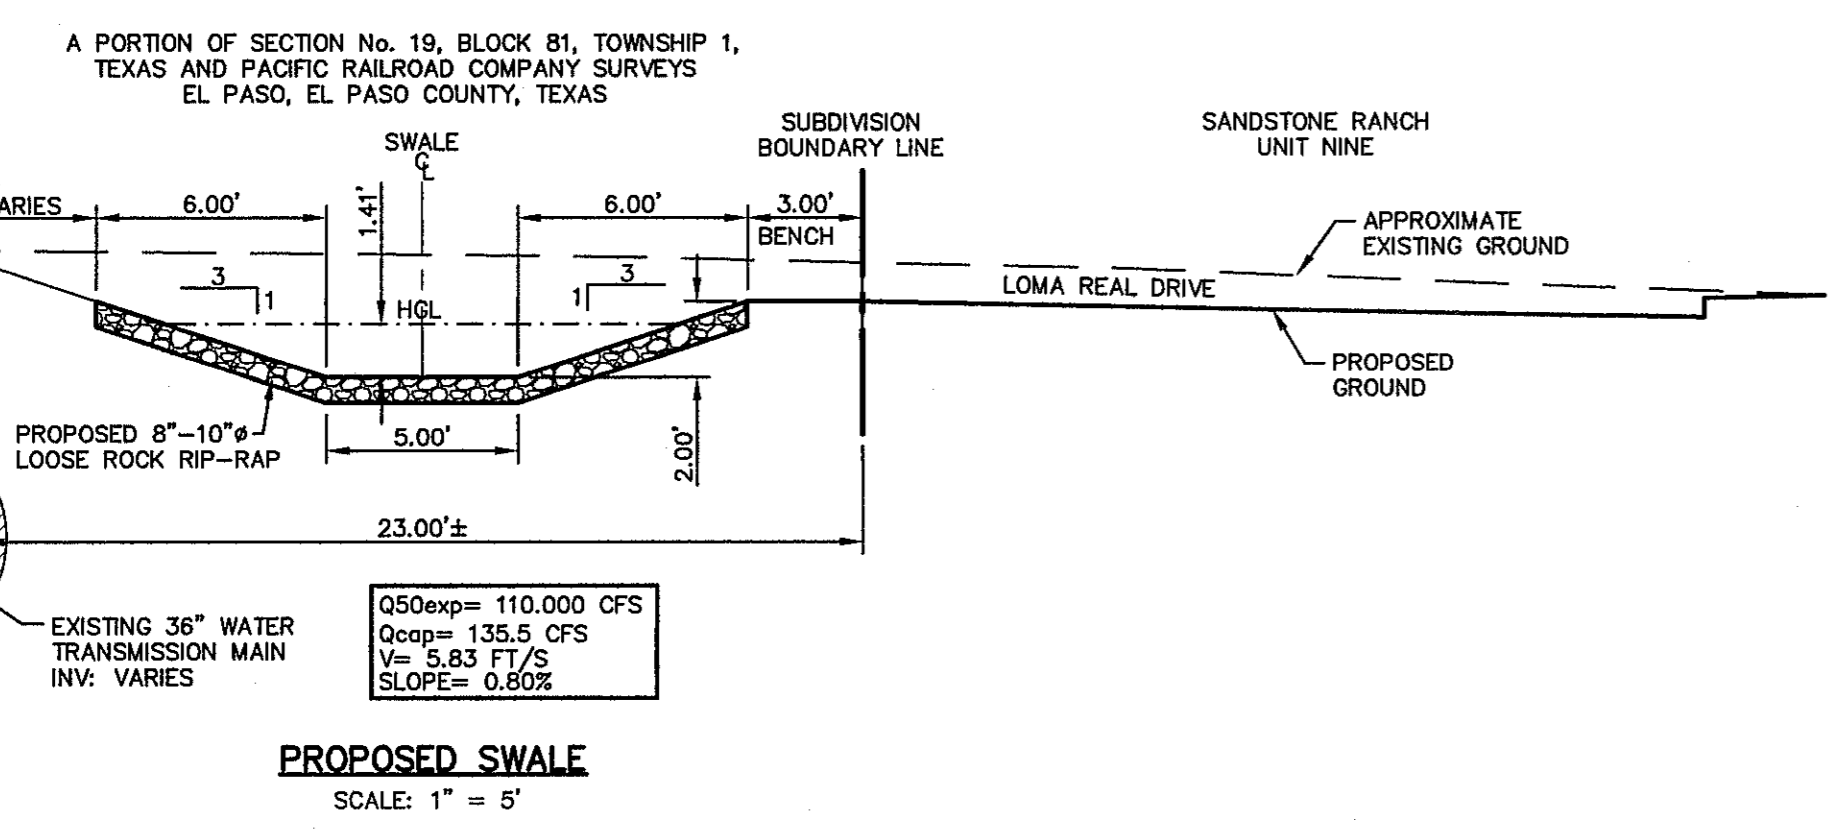 A PORTION OF SECTION No. 19, BLOCK 81, TOWNSHIP 1,
TEXAS AND PACIFIC RAILROAD COMPANY SURVEYS
EL PASO, EL PASO COUNTY, TEXAS
SUBDIVISION
BOUNDARY LINE
SANDSTONE RANCH
UNIT NINE
SWALE
CL
ARIES
6.00'
1.41'
6.00'
3.00'
BENCH
APPROXIMATE
EXISTING GROUND
3
1
3
1
HGL
LOMA REAL DRIVE
PROPOSED
GROUND
PROPOSED 8"-10"ø
LOOSE ROCK RIP-RAP
5.00'
2.00'
23.00'±
EXISTING 36" WATER
TRANSMISSION MAIN
INV: VARIES
Q50exp= 110.000 CFS
Qcap= 135.5 CFS
V= 5.83 FT/S
SLOPE= 0.80%
PROPOSED SWALE
SCALE: 1" = 5'